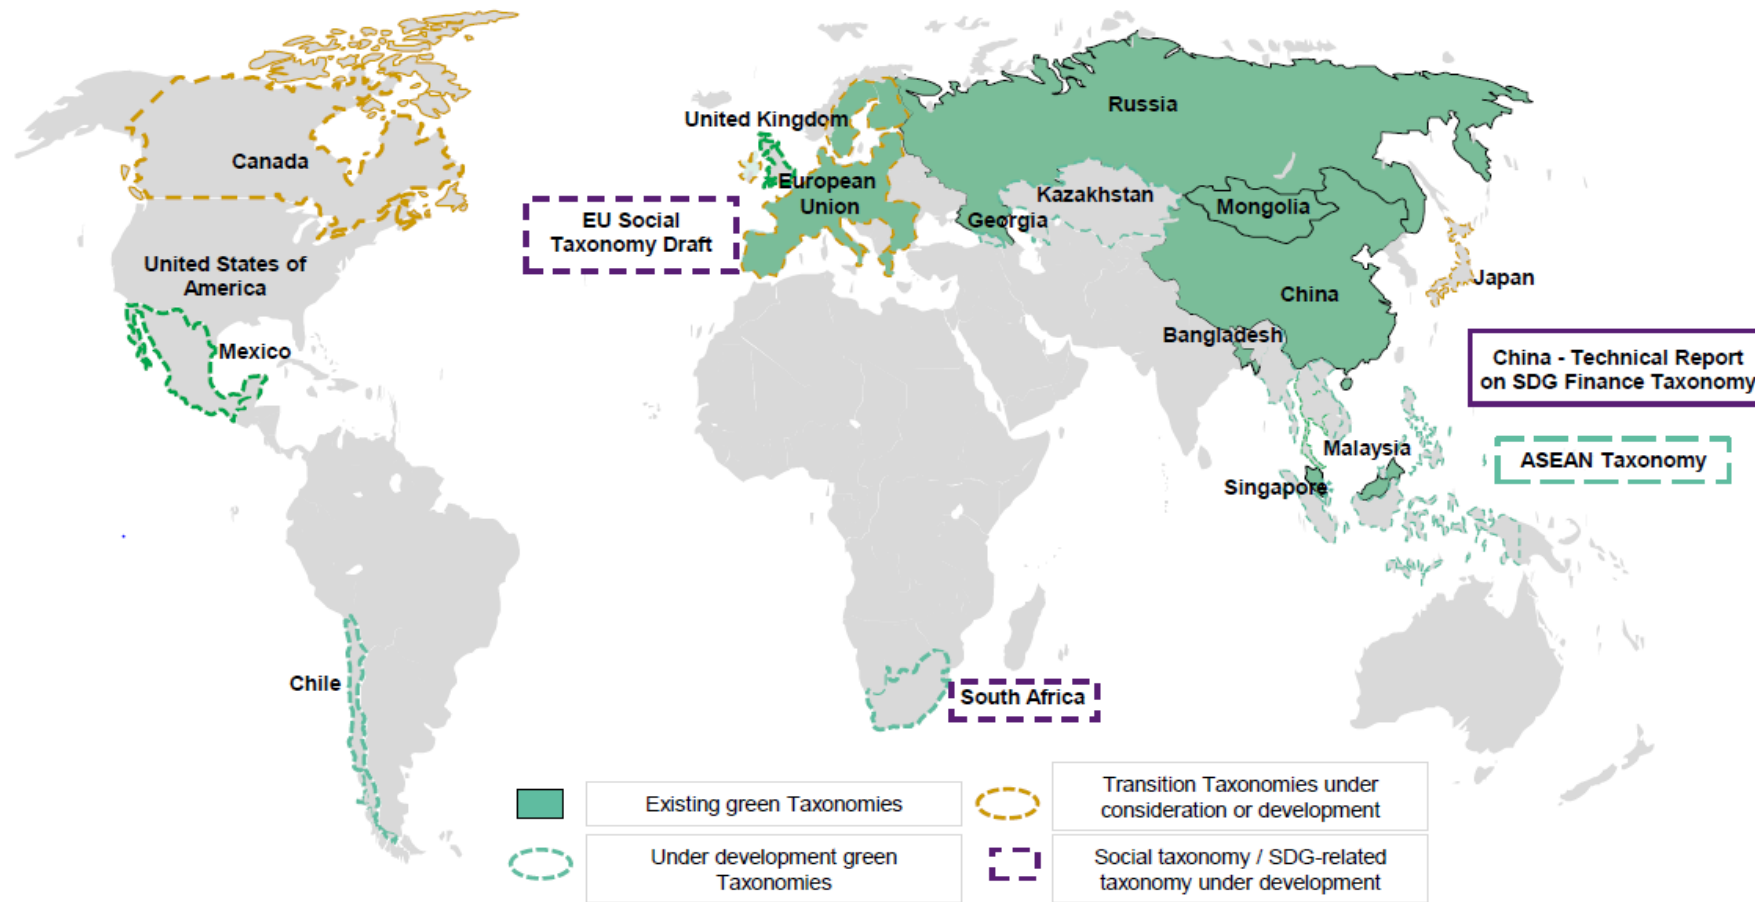 Russia
United Kingdom
Canada
European
Union
Kazakhstan
Mongolia
Georgia
EU Social
Taxonomy Draft
United States of
America
Japan
China
Bangladesh
Mexico
China - Technical Report
on SDG Finance Taxonomy
Malaysia
ASEAN Taxonomy
Singapore
Chile
South Africa
Existing green Taxonomies
Transition Taxonomies under
consideration or development
Under development green
Taxonomies
Social taxonomy / SDG-related
taxonomy under development